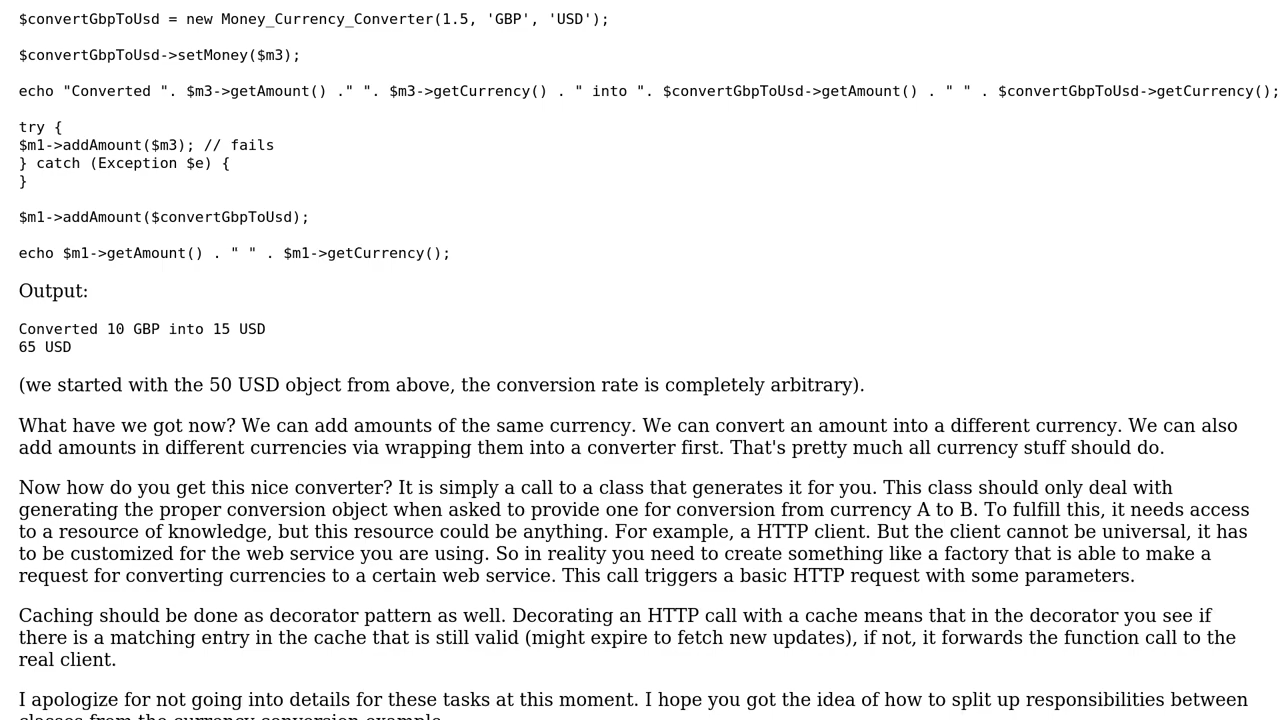 $convertGbpToUsd = new Money_Currency_Converter(1.5, 'GBP', 'USD');
$convertGbpToUsd->setMoney($m3);
echo "Converted ". $m3->getAmount() ." ". $m3->getCurrency() . " into ". $convertGbpToUsd->getAmount() . " " . $convertGbpToUsd->getCurrency();
try {
$m1->addAmount($m3); // fails
} catch (Exception $e) {
}
$m1->addAmount($convertGbpToUsd);
echo $m1->getAmount() . " " . $m1->getCurrency();
Output:
Converted 10 GBP into 15 USD
65 USD
(we started with the 50 USD object from above, the conversion rate is completely arbitrary).
What have we got now? We can add amounts of the same currency. We can convert an amount into a different currency. We can also
add amounts in different currencies via wrapping them into a converter first. That's pretty much all currency stuff should do.
Now how do you get this nice converter? It is simply a call to a class that generates it for you. This class should only deal with
generating the proper conversion object when asked to provide one for conversion from currency A to B. To fulfill this, it needs access
to a resource of knowledge, but this resource could be anything. For example, a HTTP client. But the client cannot be universal, it has
to be customized for the web service you are using. So in reality you need to create something like a factory that is able to make a
request for converting currencies to a certain web service. This call triggers a basic HTTP request with some parameters.
Caching should be done as decorator pattern as well. Decorating an HTTP call with a cache means that in the decorator you see if
there is a matching entry in the cache that is still valid (might expire to fetch new updates), if not, it forwards the function call to the
real client.
I apologize for not going into details for these tasks at this moment. I hope you got the idea of how to split up responsibilities between
classes from the currency conversion example.